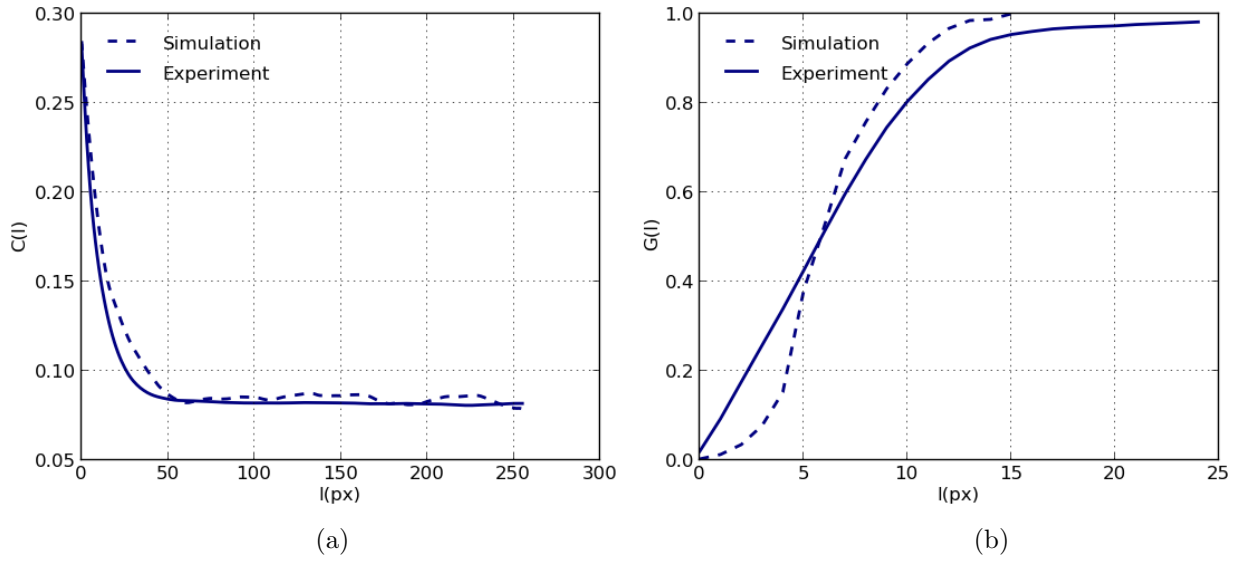 0.30
0.25
0.20
0.15
0.10
0.05
C(l)
Simulation
Experiment
0 50 100 150 200 250 300
l(px)
(a)
1.0
0.8
0.6
0.4
0.2
0.0
G(l)
Simulation
Experiment
0 5 10 15 20 25
l(px)
(b)